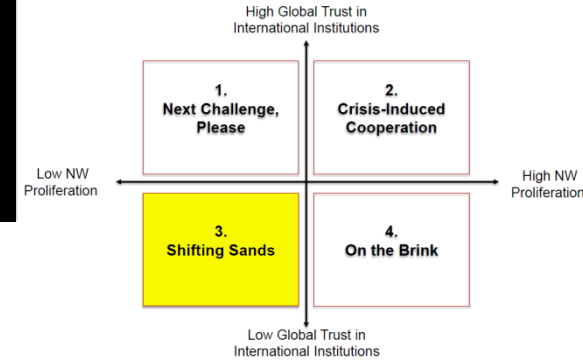 High Global Trust in
International Institutions
1.
Next Challenge,
Please
2.
Crisis-Induced
Cooperation
Low NW
Proliferation
High NW
Proliferation
3.
Shifting Sands
4.
On the Brink
Low Global Trust in
International Institutions